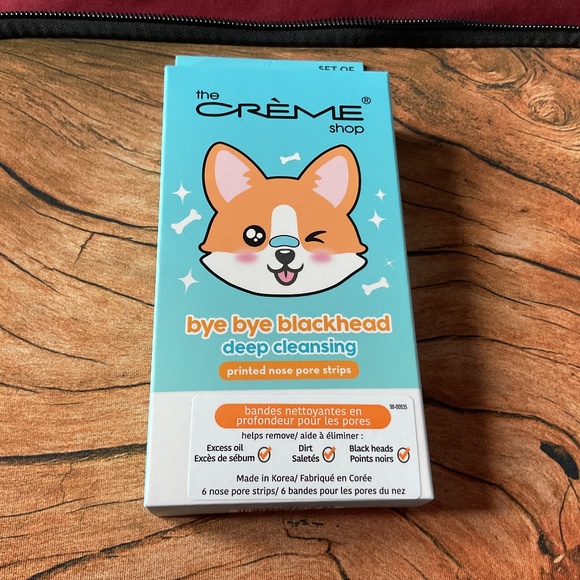 SET OF
the
CRÈME®
shop
bye bye blackhead
deep cleansing
printed nose pore strips
98-00935
bandes nettoyantes en
profondeur pour les pores
helps remove/ aide à éliminer :
Excess oil Dirt Black heads
Excès de sébum Saletés Points noirs
Made in Korea/ Fabriqué en Corée
6 nose pore strips/ 6 bandes pour les pores du nez